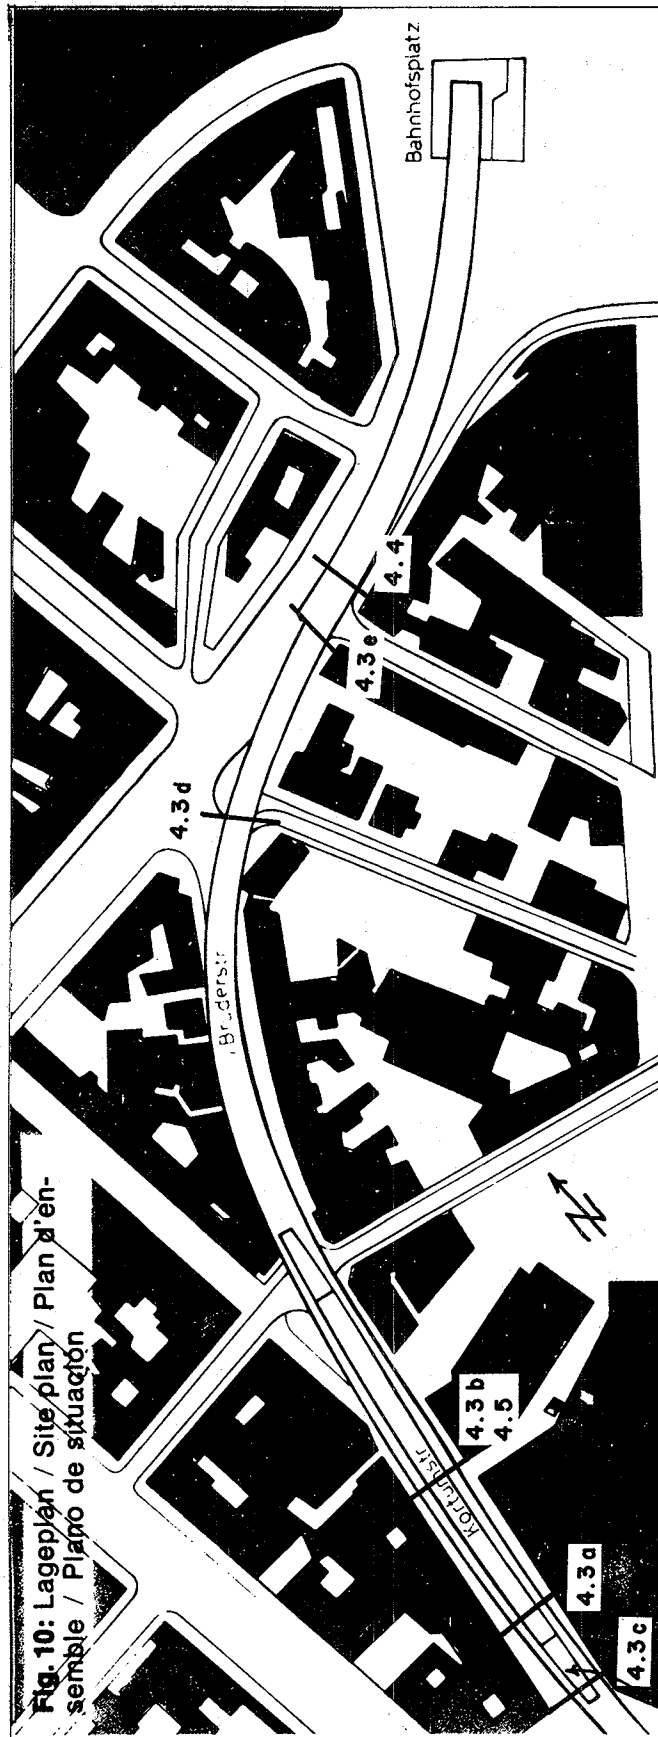 Fig. 10: Lageplan / Site plan / Plan d'en-
semble / Plano de situación
Bahnhofsplatz
4.4
4.3e
4.3d
Brüderstr
4.3b
4.5
Kortumstr
4.3a
4.3c
N